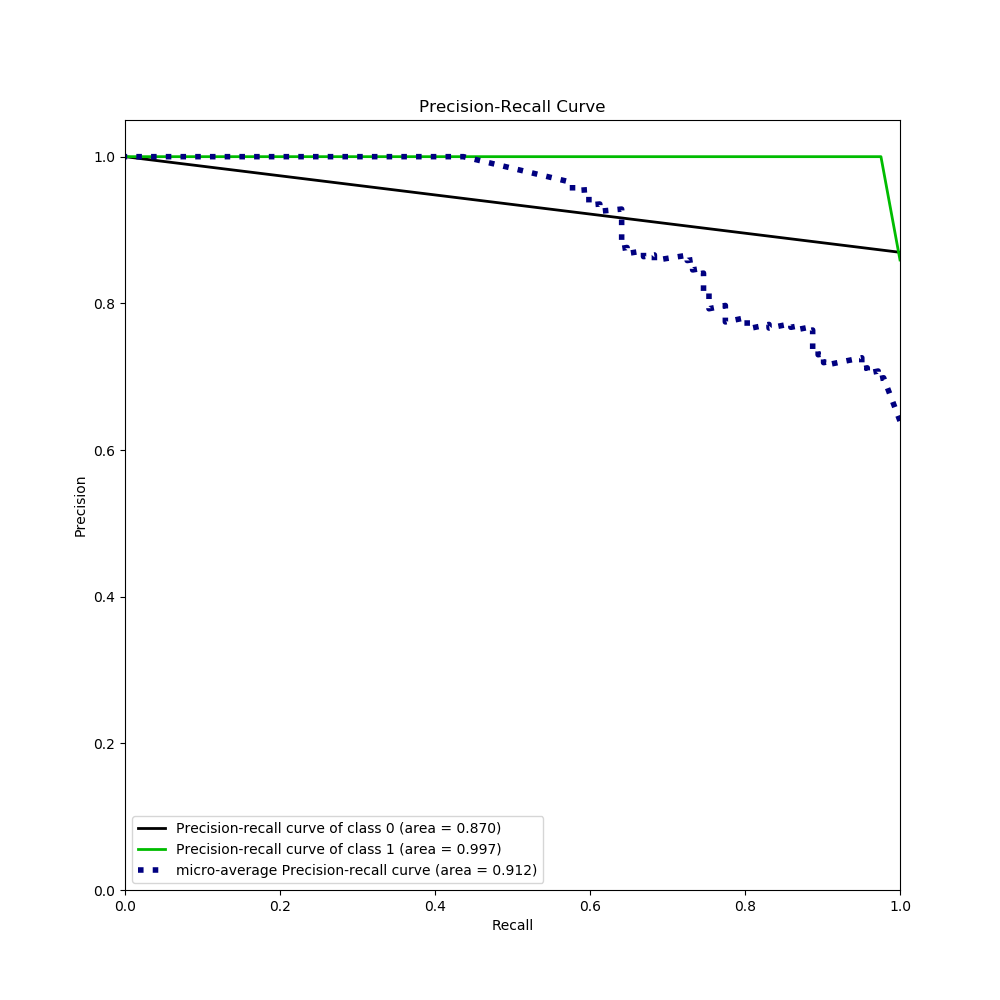 Precision-Recall Curve
1.0
0.8
0.6
0.4
0.2
0.0
Precision
Precision-recall curve of class 0 (area = 0.870)
Precision-recall curve of class 1 (area = 0.997)
micro-average Precision-recall curve (area = 0.912)
0.0 0.2 0.4 0.6 0.8 1.0
Recall